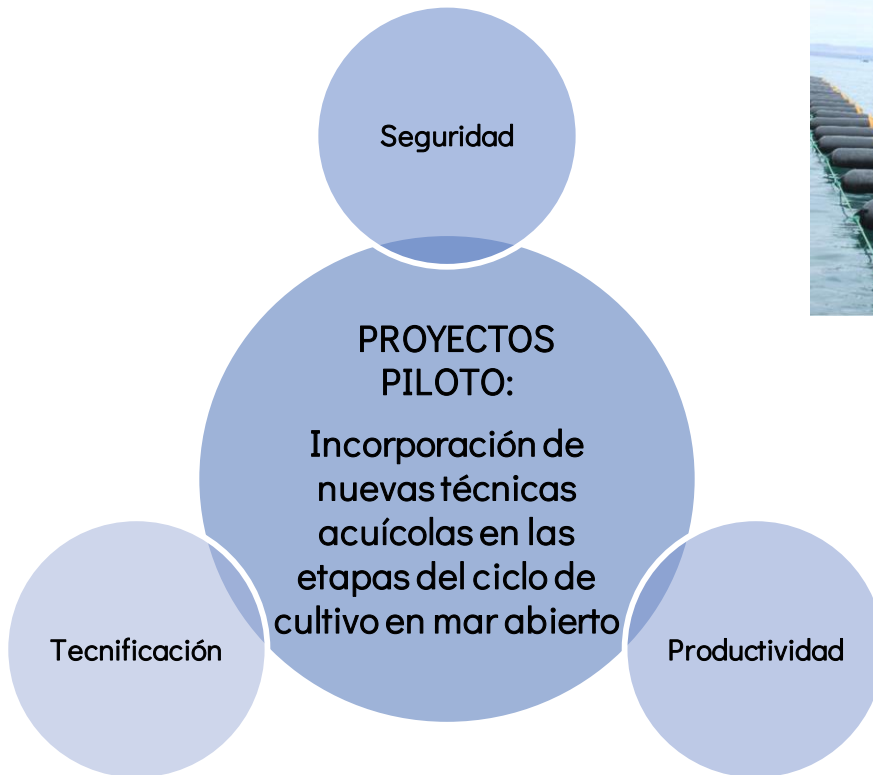 Seguridad
PROYECTOS
PILOTO:
Incorporación de
nuevas técnicas
acuícolas en las
etapas del ciclo de
cultivo en mar abierto
Tecnificación
Productividad